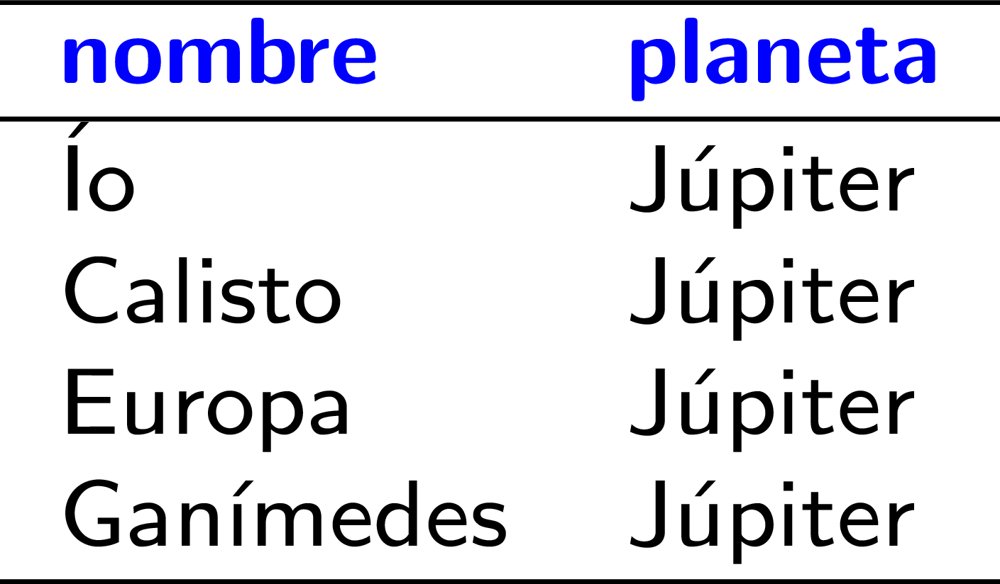 nombre planeta
Ío Júpiter
Calisto Júpiter
Europa Júpiter
Ganímedes Júpiter